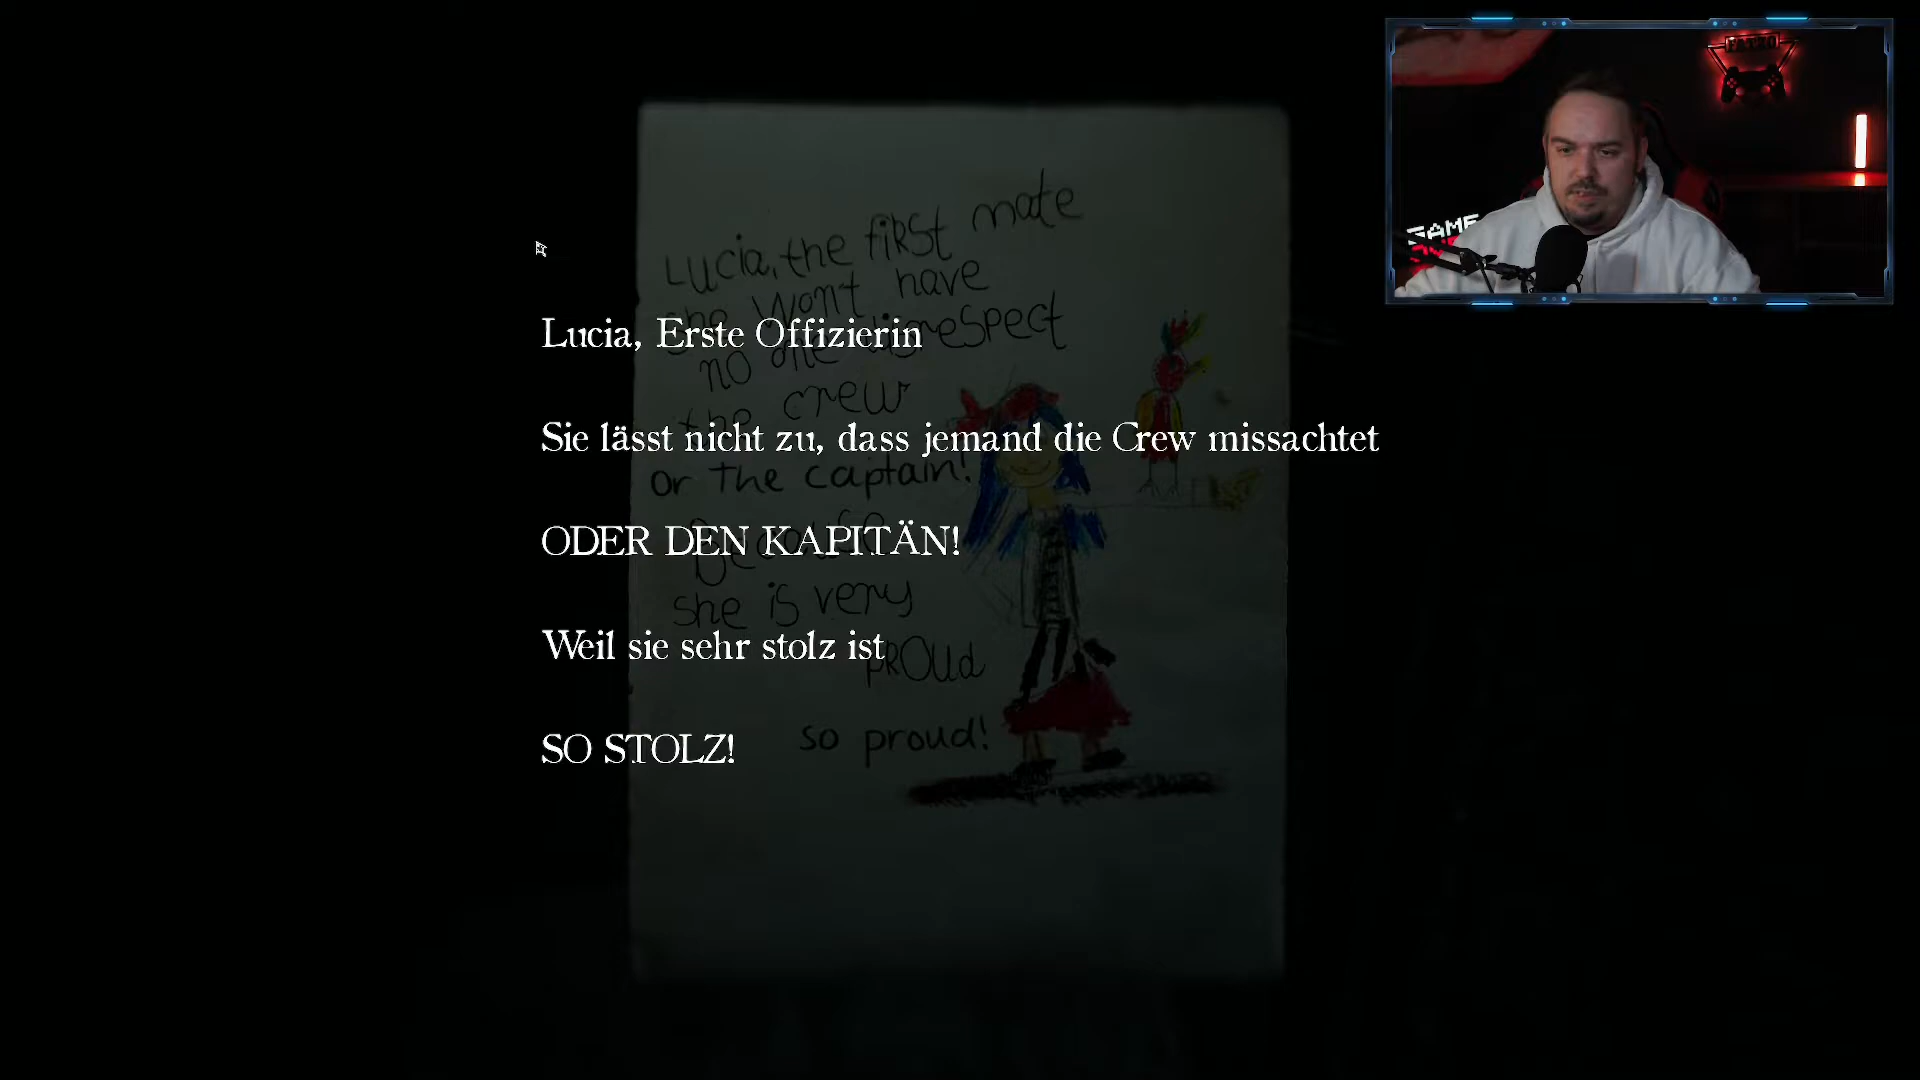 Lucia, the first mate
she won't have
no one disrespect
the crew
or the captain!
Because
she is very
PROUd
so proud!
Lucia, Erste Offizierin
Sie lässt nicht zu, dass jemand die Crew missachtet
ODER DEN KAPITÄN!
Weil sie sehr stolz ist
SO STOLZ!
GAME